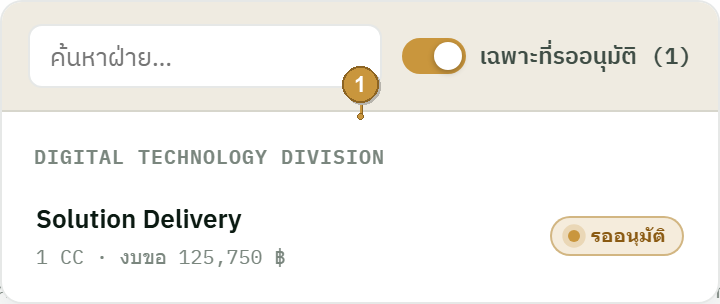 ค้นหาฝ่าย...
เฉพาะที่รออนุมัติ (1)
1
DIGITAL TECHNOLOGY DIVISION
Solution Delivery
1 CC · งบขอ 125,750 ฿
รออนุมัติ